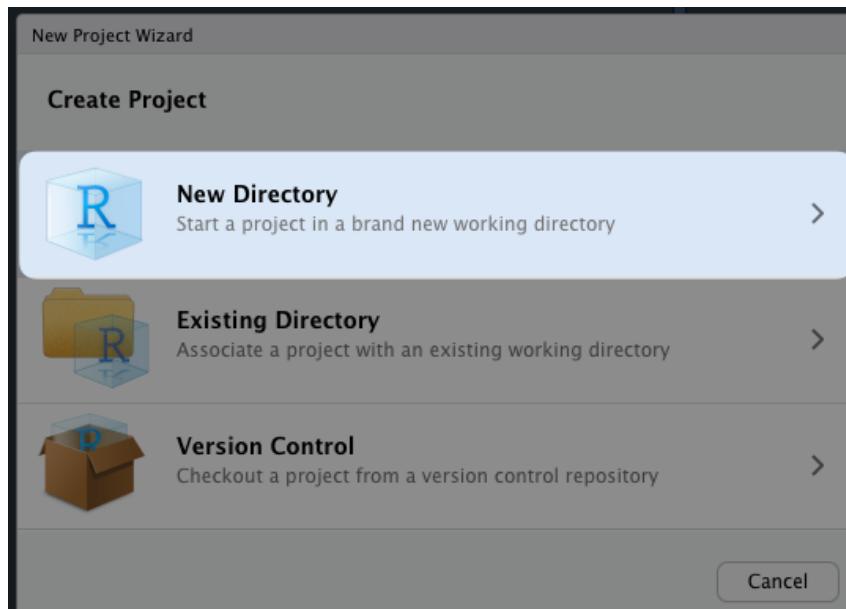 New Project Wizard
Create Project
R
New Directory
Start a project in a brand new working directory
R
Existing Directory
Associate a project with an existing working directory
R
Version Control
Checkout a project from a version control repository
Cancel